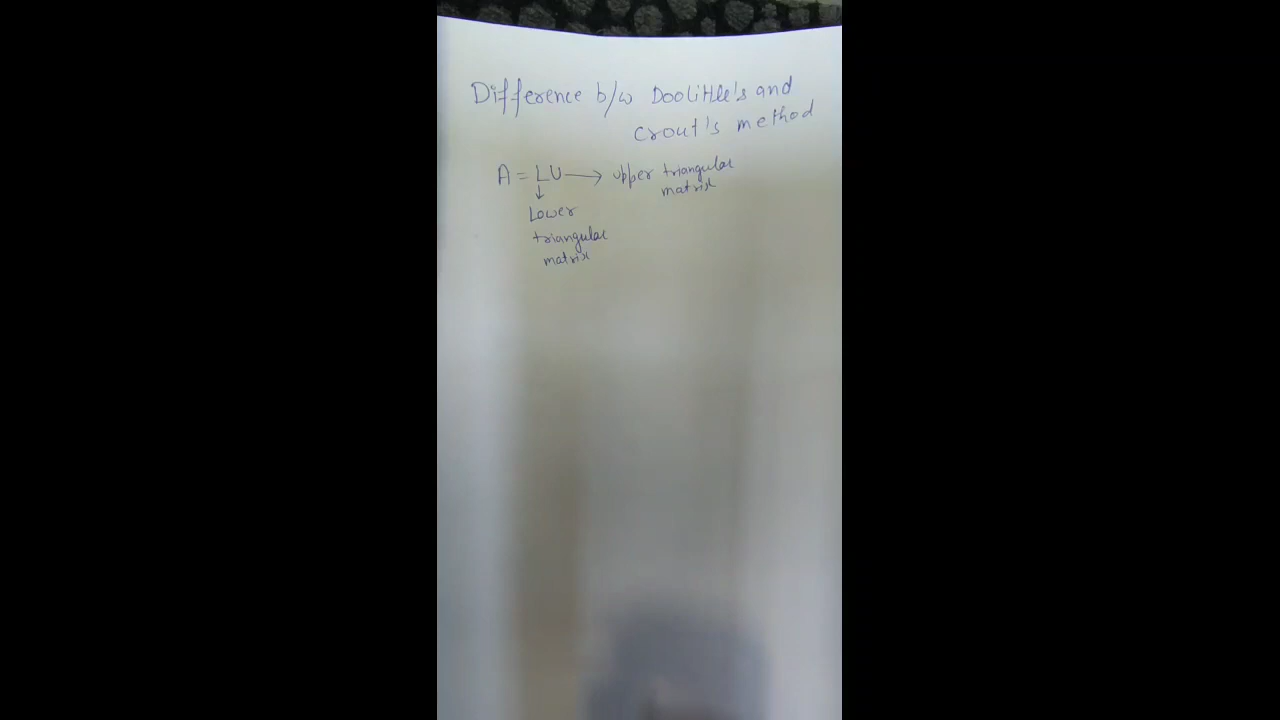 Difference b/w Doolittle's and
Crout's method
A = LU → upper triangular
matrix
↓
Lower
triangular
matrix